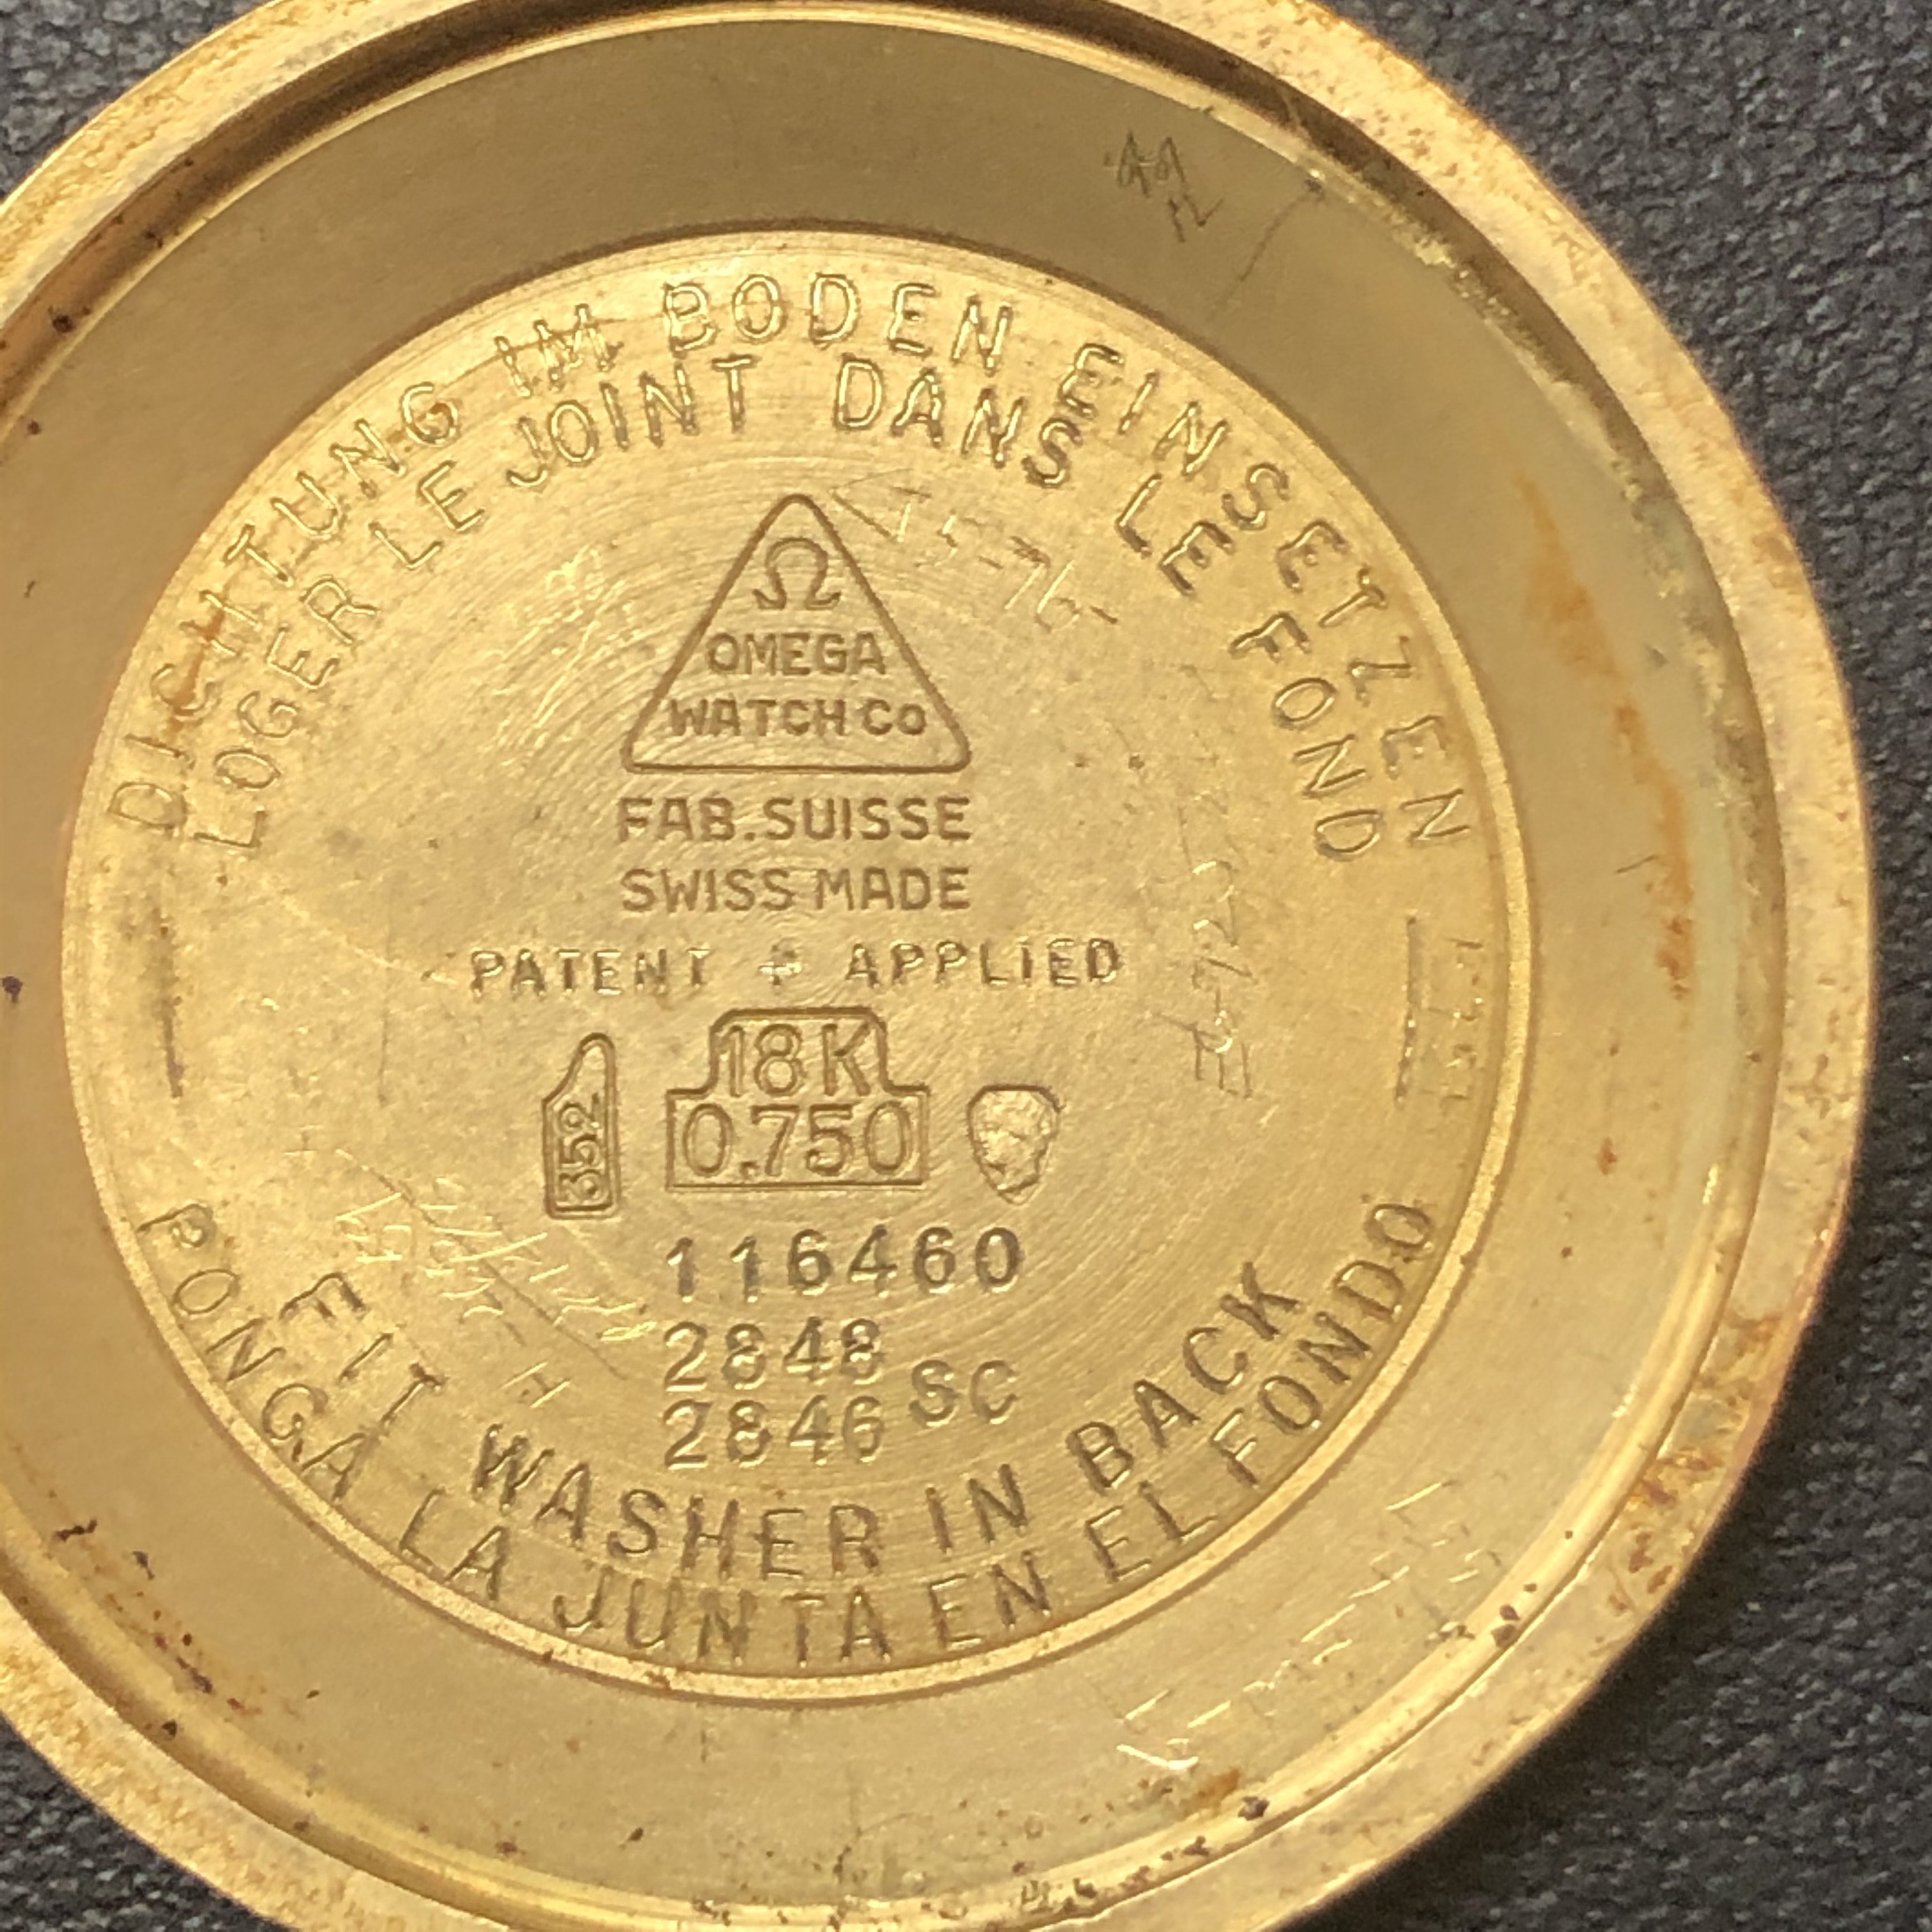 DICHTUNG IM BODEN EINSETZEN
LOGER LE JOINT DANS LE FOND
Ω
OMEGA
WATCH Co
FAB. SUISSE
SWISS MADE
PATENT + APPLIED
18K
0.750
352
116460
2848
2846 SC
FIT WASHER IN BACK
PONGA LA JUNTA EN EL FONDO